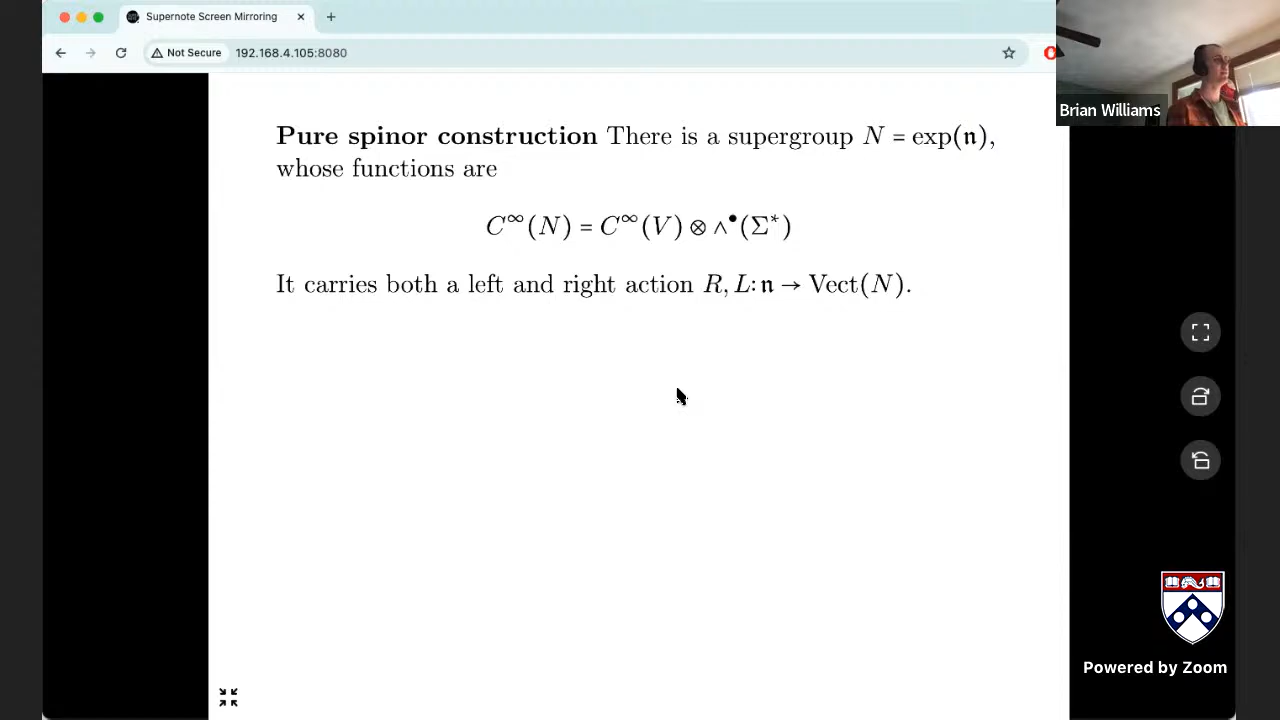 Supernote Screen Mirroring
Not Secure 192.168.4.105:8080
Brian Williams
Pure spinor construction There is a supergroup N = exp(𝔫),
whose functions are
C^∞(N) = C^∞(V) ⊗ ∧^•(Σ*)
It carries both a left and right action R, L: 𝔫 → Vect(N).
Powered by Zoom